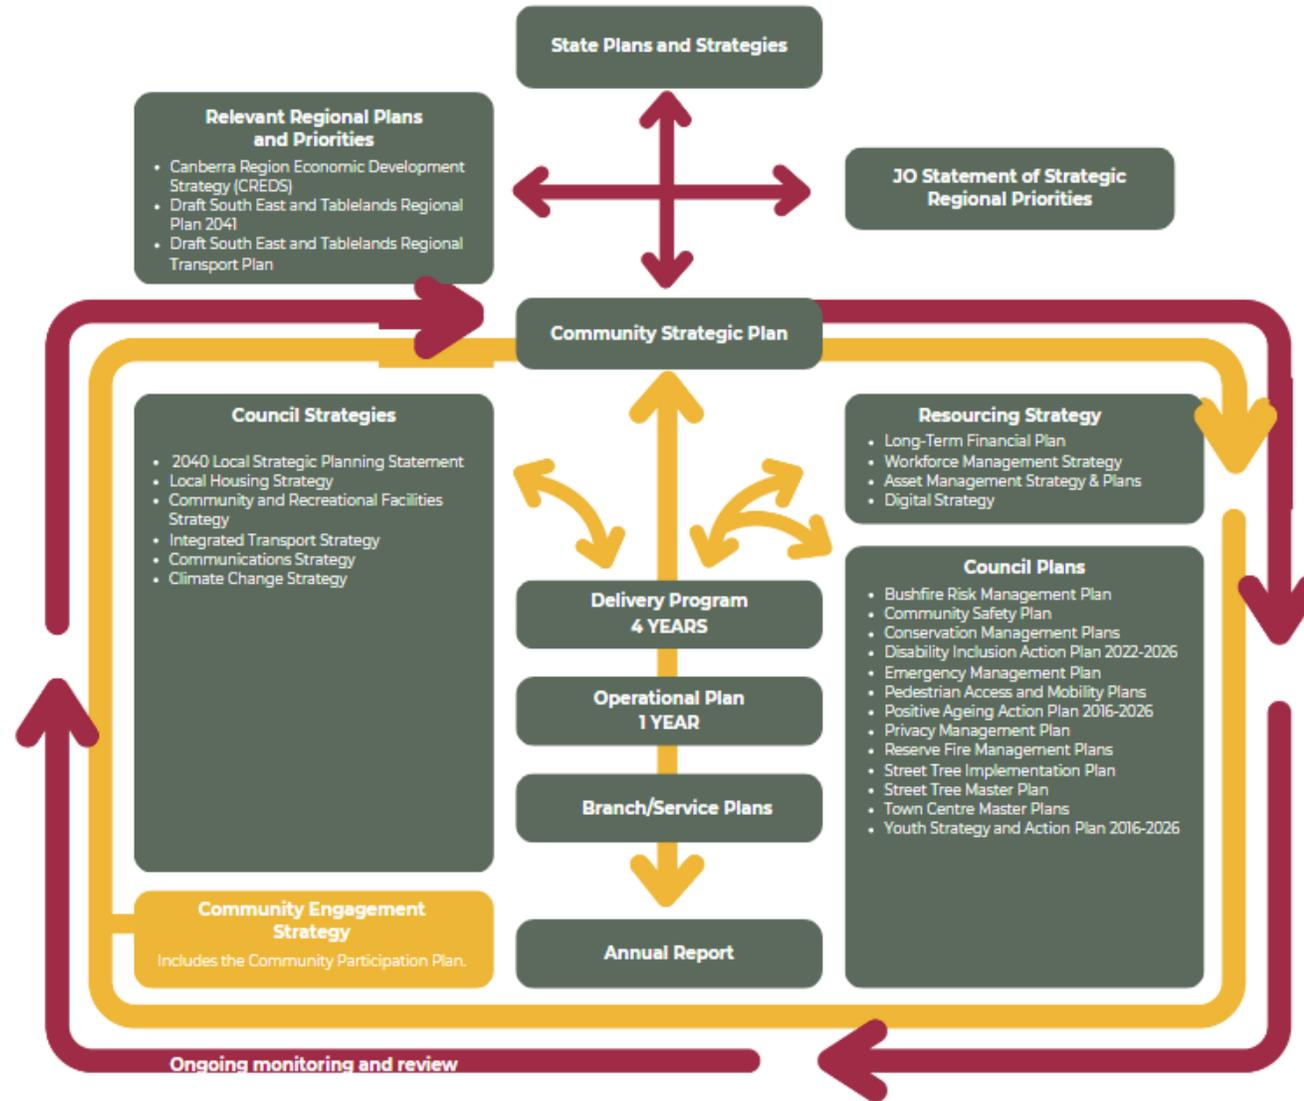 State Plans and Strategies
Relevant Regional Plans
and Priorities
• Canberra Region Economic Development
Strategy (CREDS)
• Draft South East and Tablelands Regional
Plan 2041
• Draft South East and Tablelands Regional
Transport Plan
JO Statement of Strategic
Regional Priorities
Community Strategic Plan
Council Strategies
• 2040 Local Strategic Planning Statement
• Local Housing Strategy
• Community and Recreational Facilities
Strategy
• Integrated Transport Strategy
• Communications Strategy
• Climate Change Strategy
Resourcing Strategy
• Long-Term Financial Plan
• Workforce Management Strategy
• Asset Management Strategy & Plans
• Digital Strategy
Delivery Program
4 YEARS
Operational Plan
1 YEAR
Branch/Service Plans
Annual Report
Council Plans
• Bushfire Risk Management Plan
• Community Safety Plan
• Conservation Management Plans
• Disability Inclusion Action Plan 2022-2026
• Emergency Management Plan
• Pedestrian Access and Mobility Plans
• Positive Ageing Action Plan 2016-2026
• Privacy Management Plan
• Reserve Fire Management Plans
• Street Tree Implementation Plan
• Street Tree Master Plan
• Town Centre Master Plans
• Youth Strategy and Action Plan 2016-2026
Community Engagement
Strategy
Includes the Community Participation Plan.
Ongoing monitoring and review